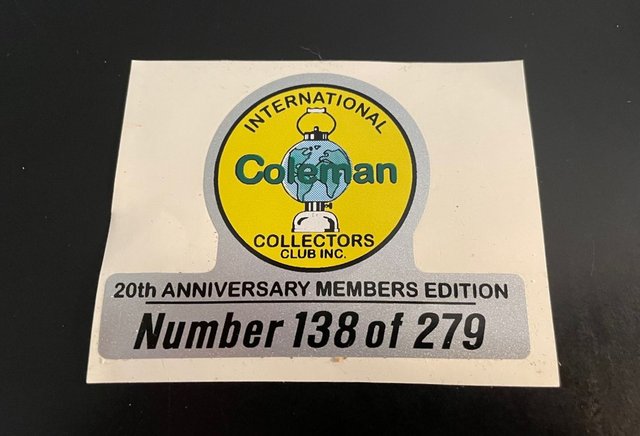 INTERNATIONAL
Coleman
COLLECTORS
CLUB INC.
20th ANNIVERSARY MEMBERS EDITION
Number 138 of 279